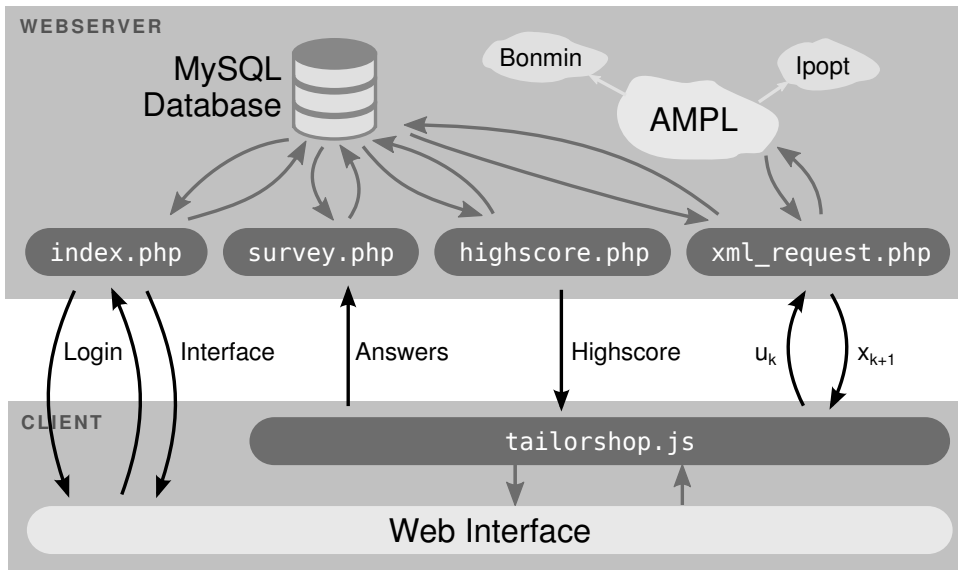 WEBSERVER
MySQL
Database
Bonmin
Ipopt
AMPL
index.php
survey.php
highscore.php
xml_request.php
Login
Interface
Answers
Highscore
u_k
x_{k+1}
CLIENT
tailorshop.js
Web Interface